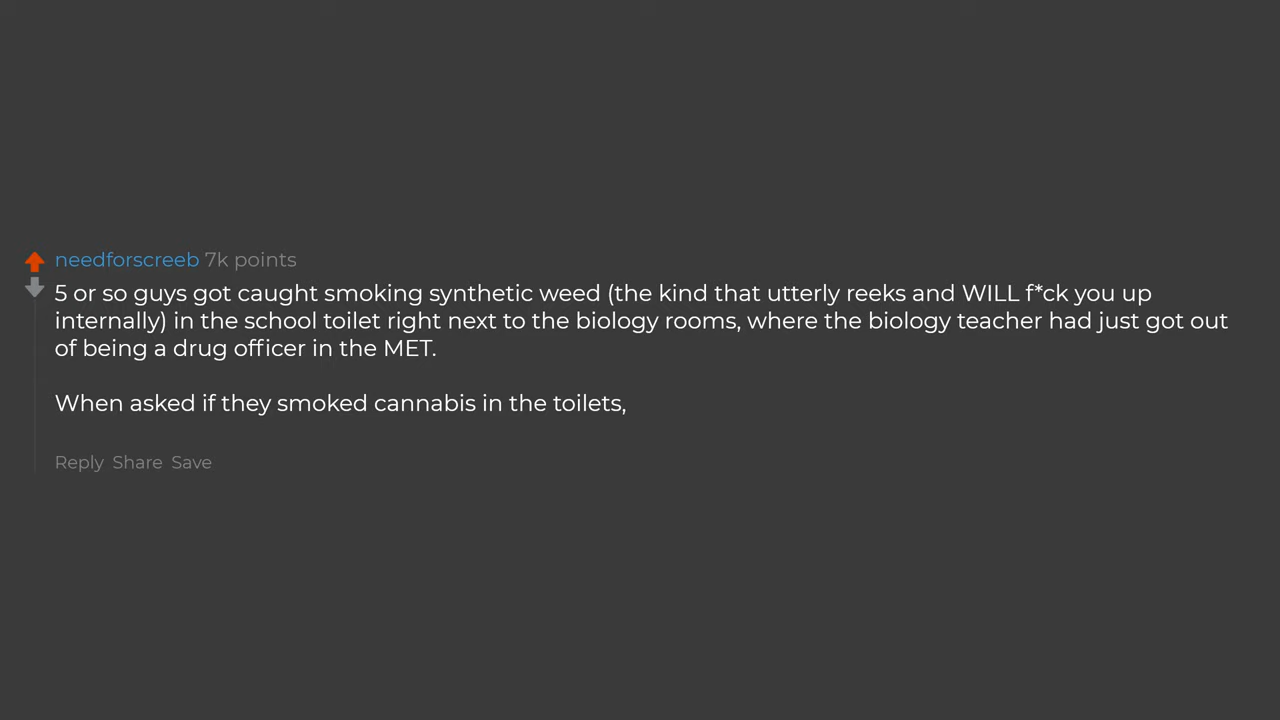 needforscreeb 7k points
5 or so guys got caught smoking synthetic weed (the kind that utterly reeks and WILL f*ck you up
internally) in the school toilet right next to the biology rooms, where the biology teacher had just got out
of being a drug officer in the MET.
When asked if they smoked cannabis in the toilets,
Reply Share Save